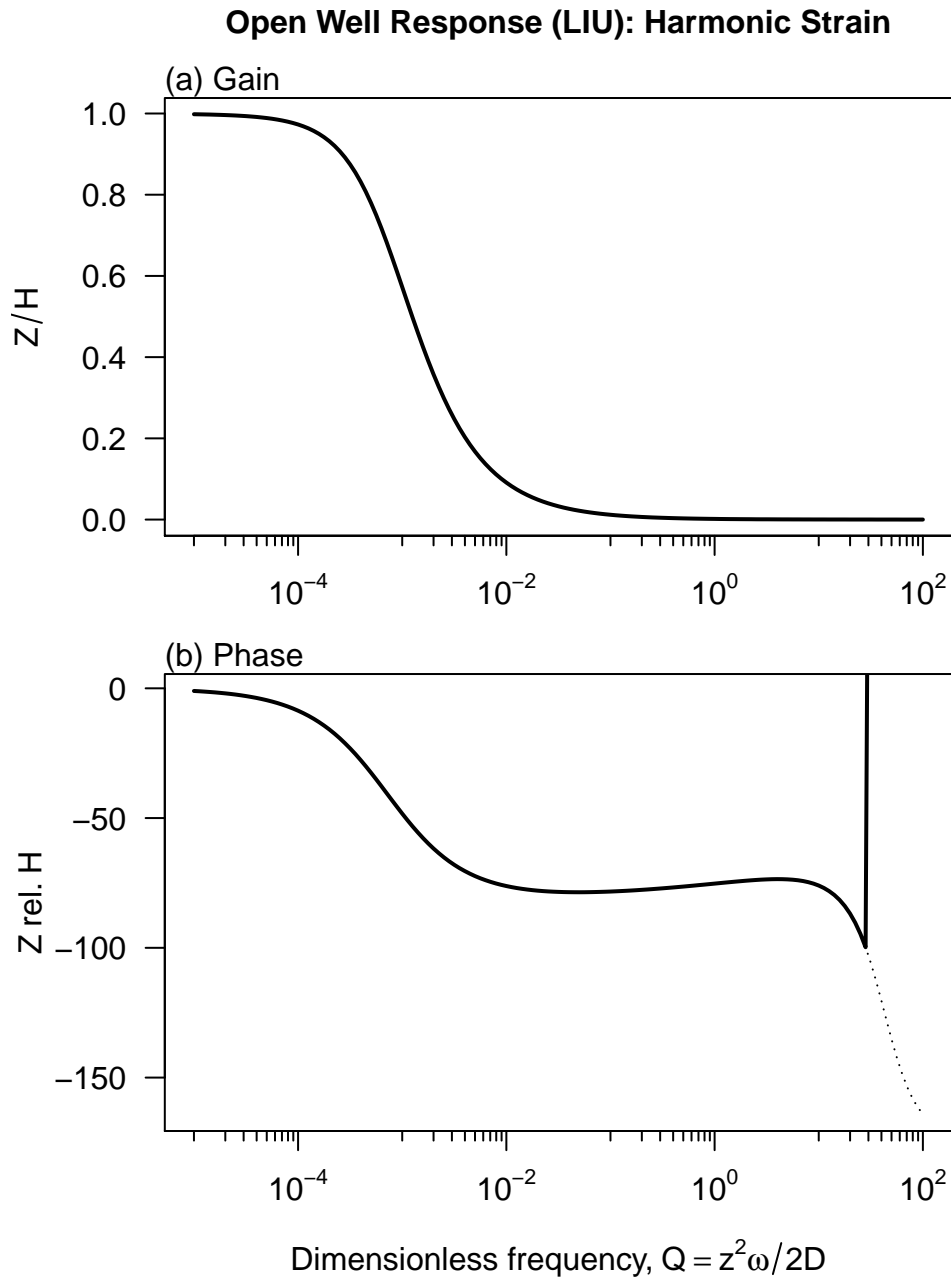 Open Well Response (LIU): Harmonic Strain
(a) Gain
1.0
0.8
0.6
0.4
0.2
0.0
Z/H
10⁻⁴ 10⁻² 10⁰ 10²
(b) Phase
0
−50
−100
−150
Z rel. H
10⁻⁴ 10⁻² 10⁰ 10²
Dimensionless frequency, Q = z²ω/2D